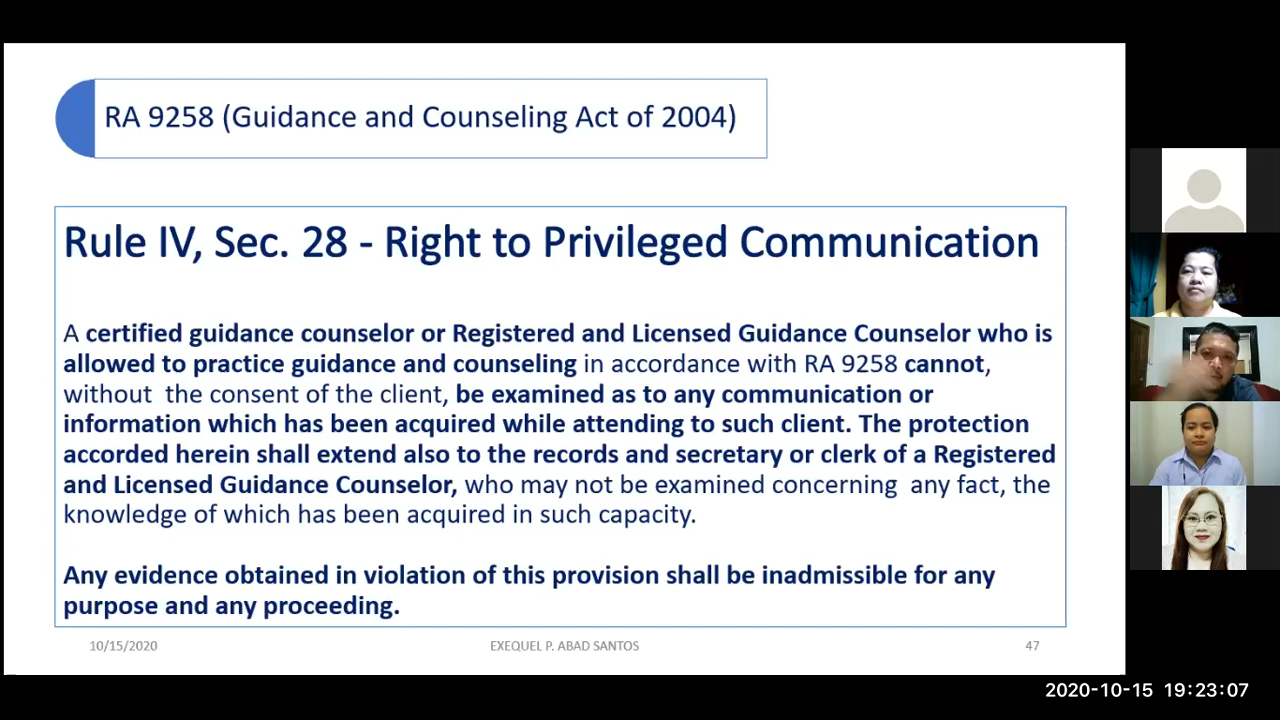 RA 9258 (Guidance and Counseling Act of 2004)
Rule IV, Sec. 28 - Right to Privileged Communication
A certified guidance counselor or Registered and Licensed Guidance Counselor who is
allowed to practice guidance and counseling in accordance with RA 9258 cannot,
without the consent of the client, be examined as to any communication or
information which has been acquired while attending to such client. The protection
accorded herein shall extend also to the records and secretary or clerk of a Registered
and Licensed Guidance Counselor, who may not be examined concerning any fact, the
knowledge of which has been acquired in such capacity.
Any evidence obtained in violation of this provision shall be inadmissible for any
purpose and any proceeding.
10/15/2020
EXEQUEL P. ABAD SANTOS
47
2020-10-15 19:23:07